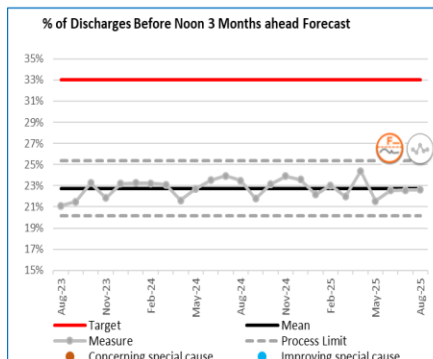 % of Discharges Before Noon 3 Months ahead Forecast
35%
33%
31%
29%
27%
25%
23%
21%
19%
17%
15%
F
Aug-23
Nov-23
Feb-24
May-24
Aug-24
Nov-24
Feb-25
May-25
Aug-25
Target
Mean
Measure
Process Limit
Concerning special cause
Improving special cause